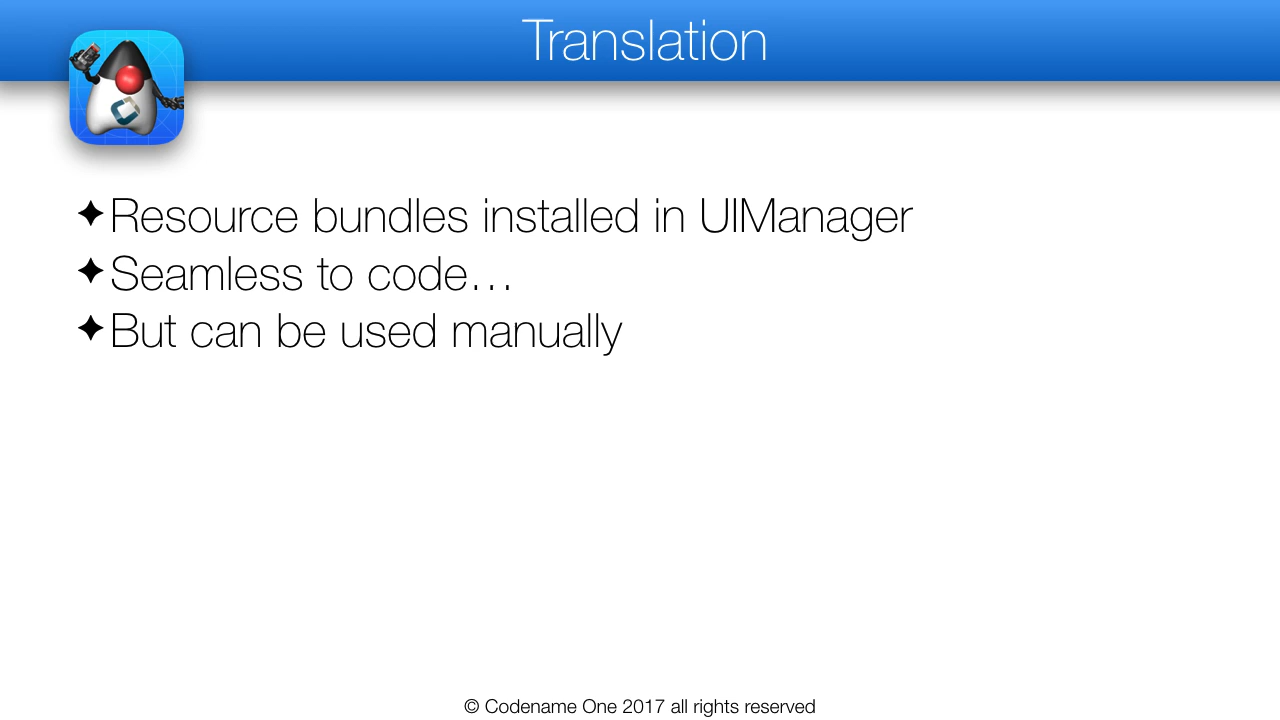 Translation
✦Resource bundles installed in UIManager
✦Seamless to code…
✦But can be used manually
© Codename One 2017 all rights reserved